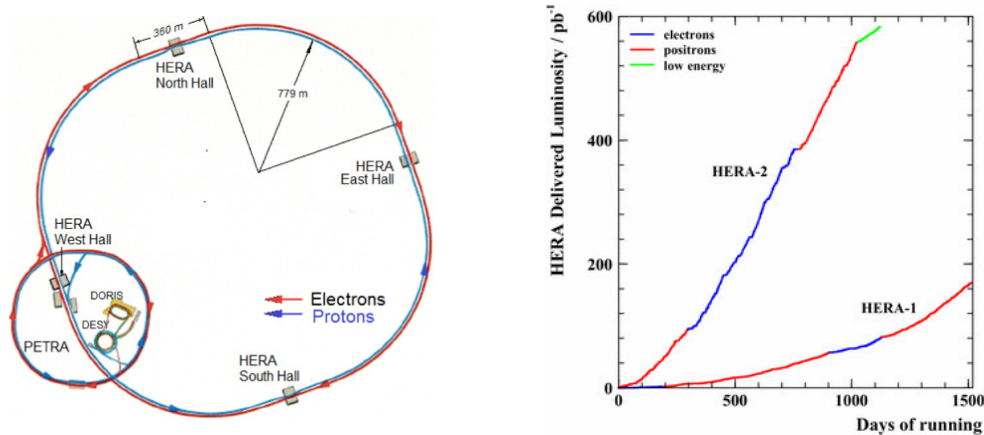 360 m
HERA
North Hall
779 m
HERA
East Hall
HERA
West Hall
DORIS
DESY
PETRA
Electrons
Protons
HERA
South Hall
HERA Delivered Luminosity / pb⁻¹
600
400
200
0
electrons
positrons
low energy
HERA-2
HERA-1
0
500
1000
1500
Days of running